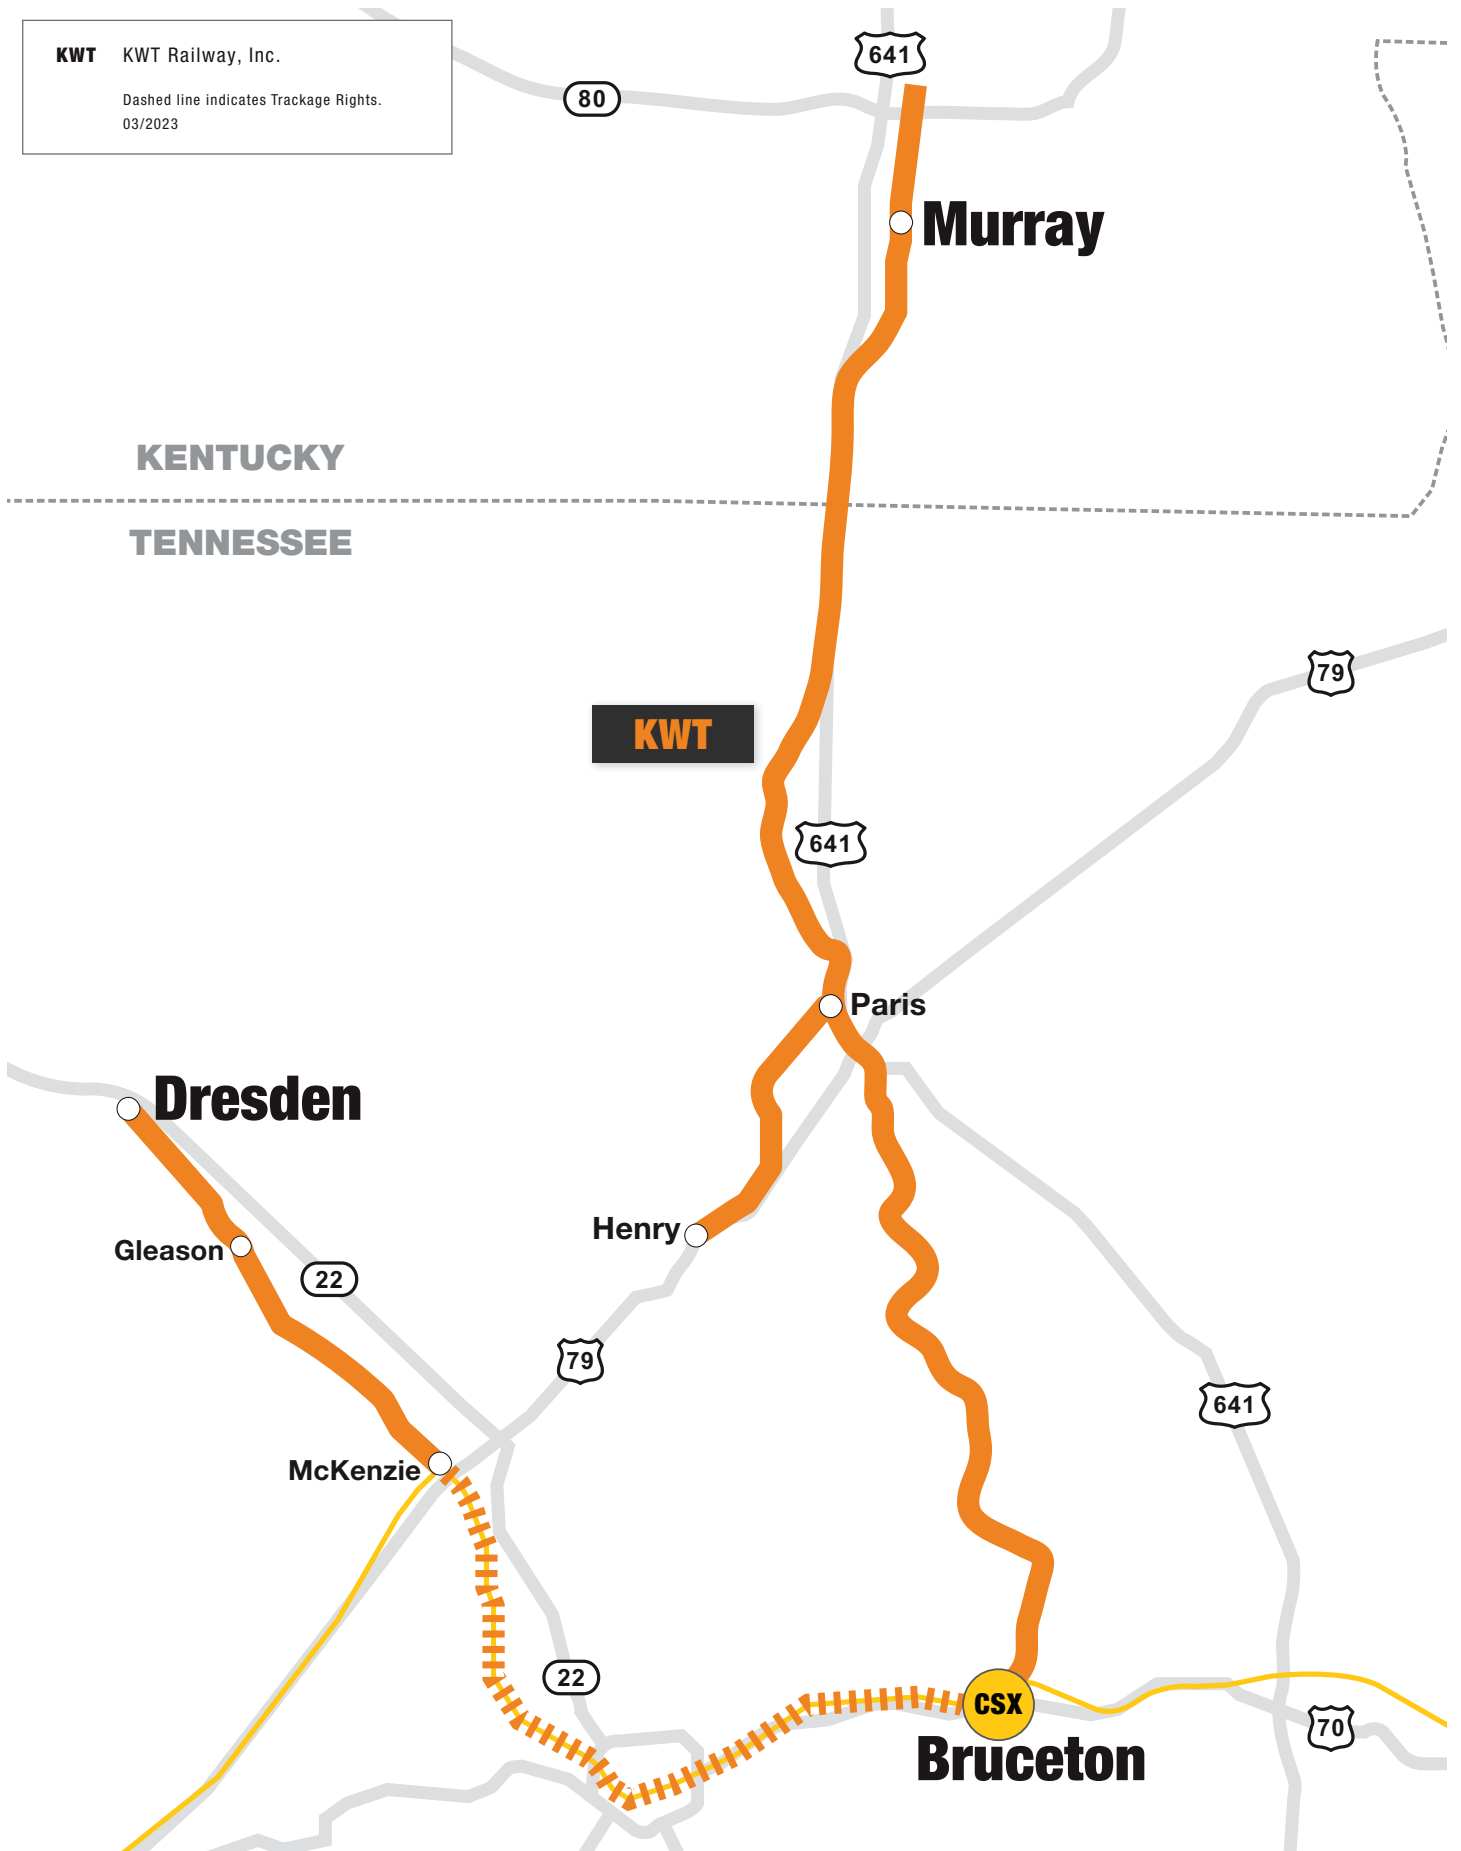 KWT KWT Railway, Inc.
Dashed line indicates Trackage Rights.
03/2023
641
80
Murray
KENTUCKY
TENNESSEE
79
KWT
641
Paris
Dresden
Henry
Gleason
22
79
641
McKenzie
22
CSX
70
Bruceton